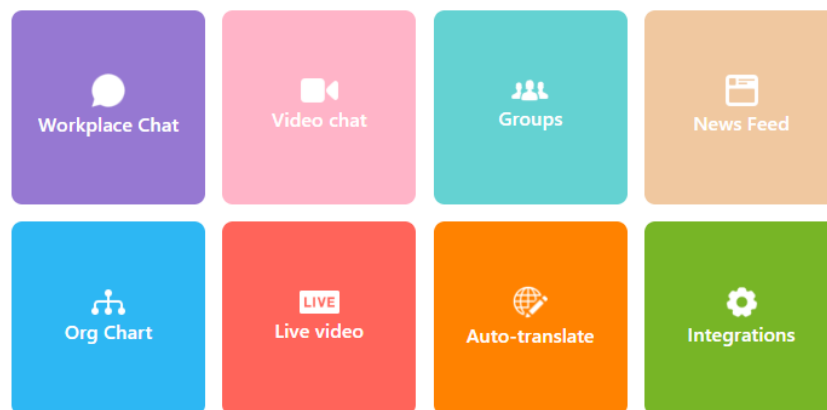 Workplace Chat
Video chat
Groups
News Feed
Org Chart
LIVE
Live video
Auto-translate
Integrations